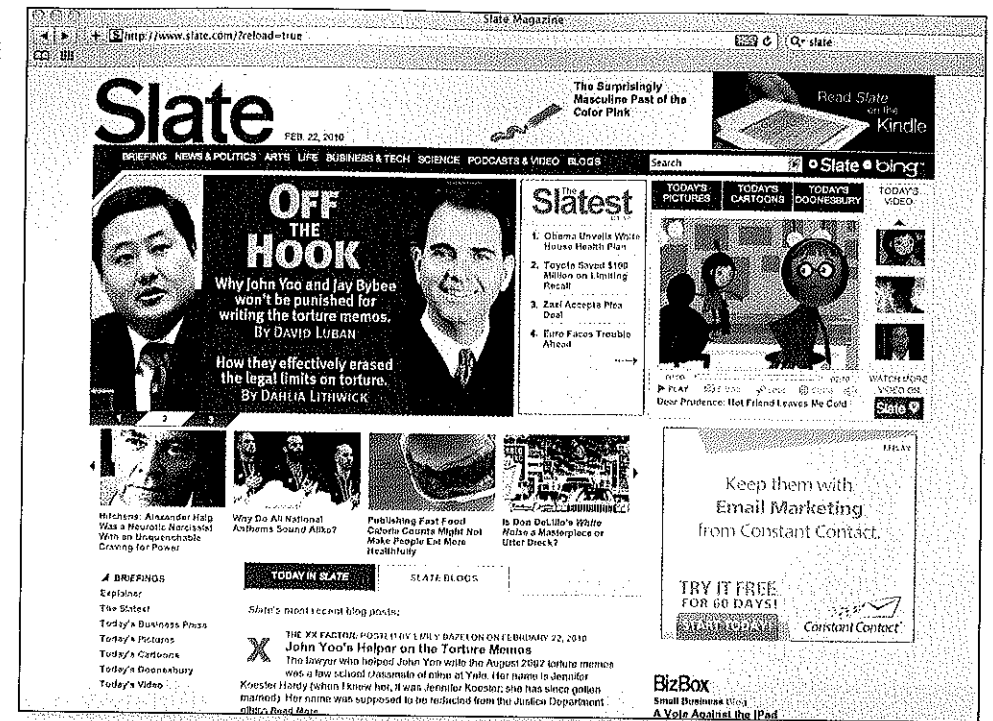 Slate Magazine
http://www.slate.com/?reload=true
slate
Slate
FEB. 22, 2010
The Surprisingly
Masculine Past of the
Color Pink
Read Slate
on the
Kindle
BRIEFING NEWS & POLITICS ARTS LIFE BUSINESS & TECH SCIENCE PODCASTS & VIDEO BLOGS
Search
Slate bing
OFF
THE
HOOK
Why John Yoo and Jay Bybee
won't be punished for
writing the torture memos.
BY DAVID LUBAN
How they effectively erased
the legal limits on torture.
BY DAHLIA LITHWICK
1 2 3
The
Slatest
1. Obama Unveils White
House Health Plan
2. Toyota Saved $100
Million on Limiting
Recall
3. Zazi Accepts Plea
Deal
4. Euro Faces Trouble
Ahead
TODAY'S
PICTURES
TODAY'S
CARTOONS
TODAY'S
DOONESBURY
TODAY'S
VIDEO
PLAY
Dear Prudence: Hot Friend Leaves Me Cold
WATCH MORE
VIDEO ON
Slate V
Hitchens: Alexander Haig
Was a Neurotic Narcissist
With an Unquenchable
Craving for Power
Why Do All National
Anthems Sound Alike?
Publishing Fast Food
Calorie Counts Might Not
Make People Eat More
Healthfully
Is Don DeLillo's White
Noise a Masterpiece or
Utter Dreck?
Keep them with
Email Marketing
from Constant Contact.
TRY IT FREE
FOR 60 DAYS!
START TODAY!
Constant Contact
BRIEFINGS
Explainer
The Slatest
Today's Business Press
Today's Pictures
Today's Cartoons
Today's Doonesbury
Today's Video
TODAY IN SLATE
SLATE BLOGS
Slate's most recent blog posts:
X
THE XX FACTOR: POSTED BY EMILY BAZELON ON FEBRUARY 22, 2010
John Yoo's Helper on the Torture Memos
The lawyer who helped John Yoo write the August 2002 torture memos
was a law school classmate of mine at Yale. Her name is Jennifer
Koester Hardy (when I knew her, it was Jennifer Koester; she has since gotten
married). Her name was supposed to be redacted from the Justice Department
ethics Read More
BizBox
Small Business Blog
A Vote Against the iPad